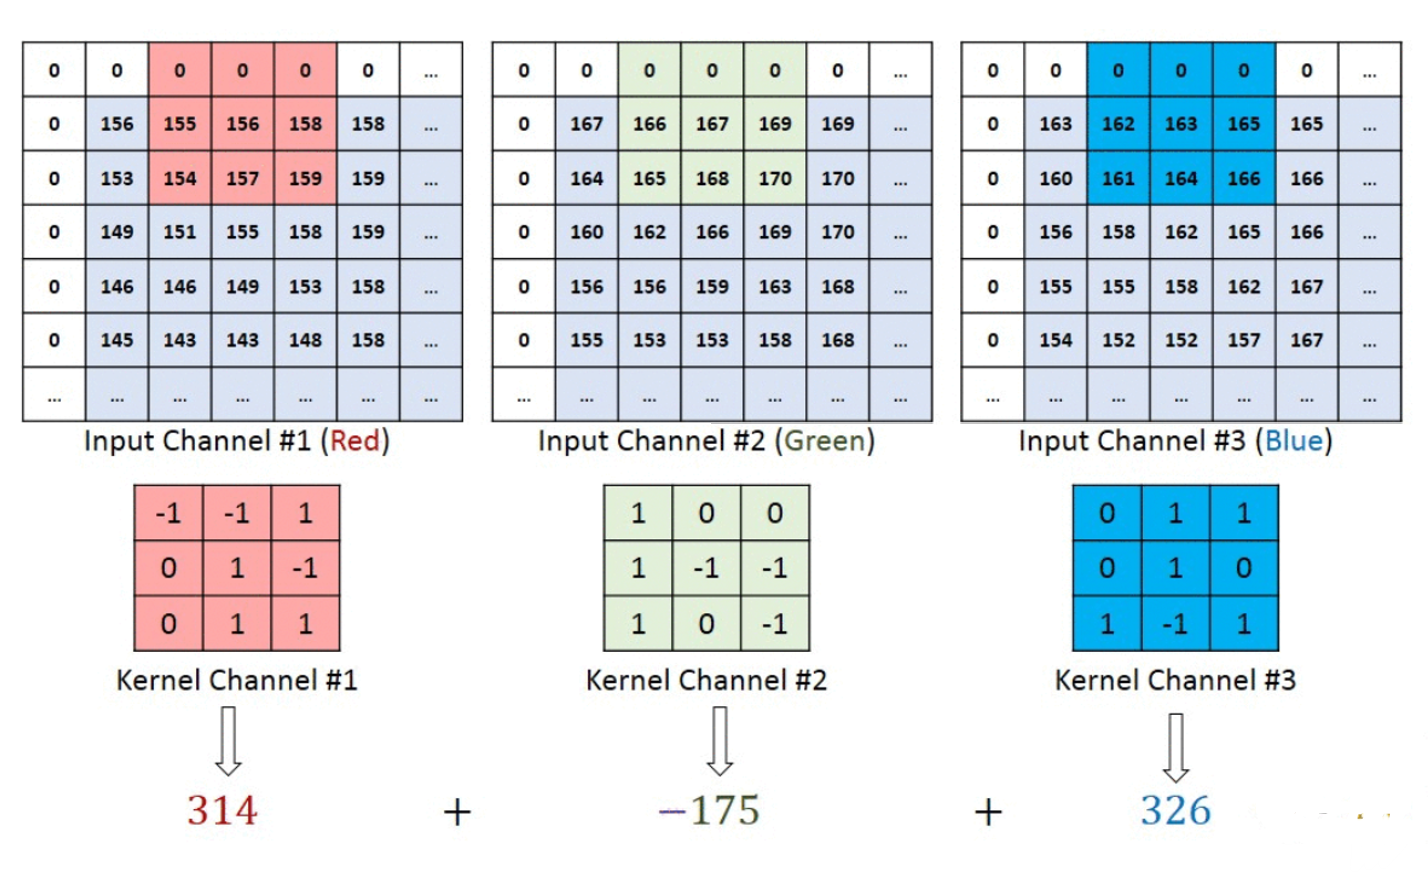 0 0 0 0 0 0 ...
0 156 155 156 158 158 ...
0 153 154 157 159 159 ...
0 149 151 155 158 159 ...
0 146 146 149 153 158 ...
0 145 143 143 148 158 ...
... ... ... ... ... ... ...
Input Channel #1 (Red)
0 0 0 0 0 0 ...
0 167 166 167 169 169 ...
0 164 165 168 170 170 ...
0 160 162 166 169 170 ...
0 156 156 159 163 168 ...
0 155 153 153 158 168 ...
... ... ... ... ... ... ...
Input Channel #2 (Green)
0 0 0 0 0 0 ...
0 163 162 163 165 165 ...
0 160 161 164 166 166 ...
0 156 158 162 165 166 ...
0 155 155 158 162 167 ...
0 154 152 152 157 167 ...
... ... ... ... ... ... ...
Input Channel #3 (Blue)
-1 -1 1
0 1 -1
0 1 1
Kernel Channel #1
1 0 0
1 -1 -1
1 0 -1
Kernel Channel #2
0 1 1
0 1 0
1 -1 1
Kernel Channel #3
314 + −175 + 326